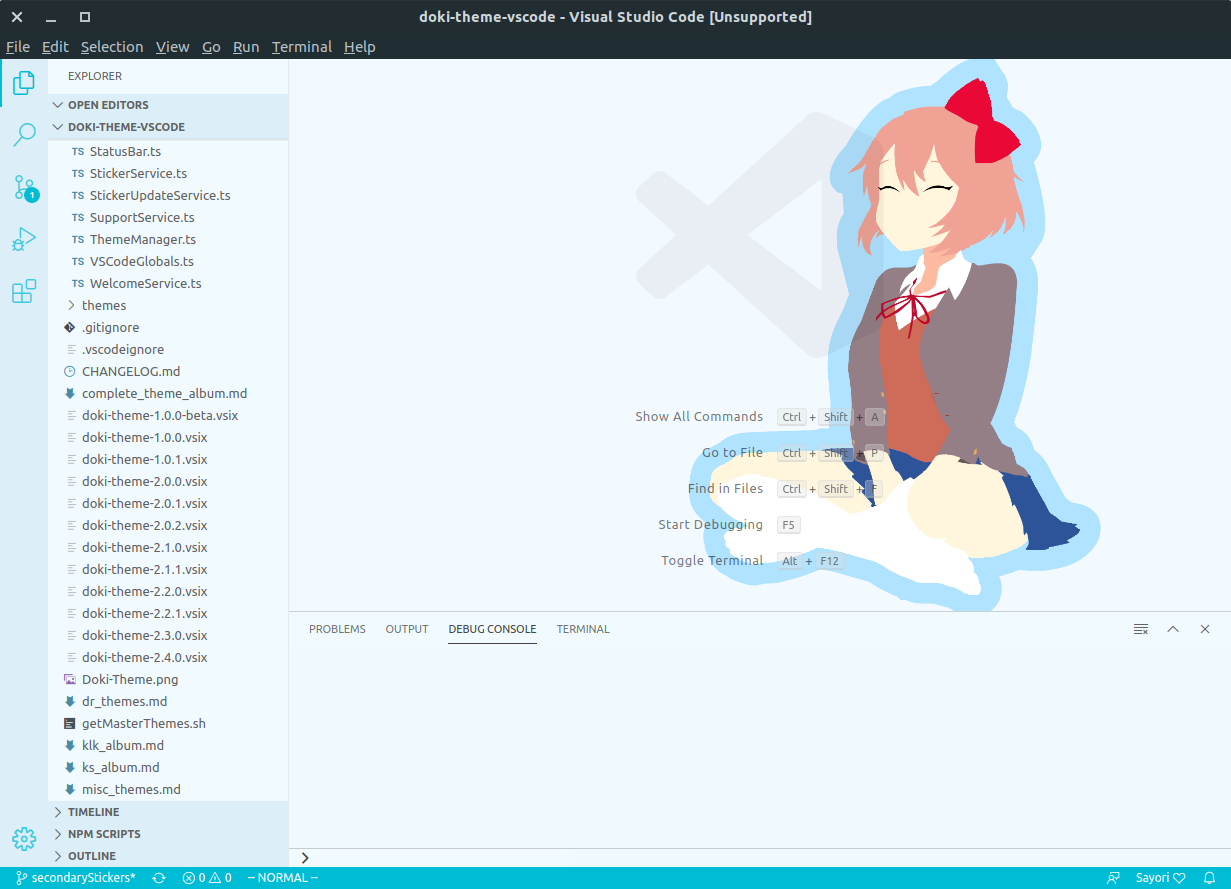 doki-theme-vscode - Visual Studio Code [Unsupported]
File Edit Selection View Go Run Terminal Help
EXPLORER
OPEN EDITORS
DOKI-THEME-VSCODE
TS StatusBar.ts
TS StickerService.ts
TS StickerUpdateService.ts
TS SupportService.ts
TS ThemeManager.ts
TS VSCodeGlobals.ts
TS WelcomeService.ts
themes
.gitignore
.vscodeignore
CHANGELOG.md
complete_theme_album.md
doki-theme-1.0.0-beta.vsix
doki-theme-1.0.0.vsix
doki-theme-1.0.1.vsix
doki-theme-2.0.0.vsix
doki-theme-2.0.1.vsix
doki-theme-2.0.2.vsix
doki-theme-2.1.0.vsix
doki-theme-2.1.1.vsix
doki-theme-2.2.0.vsix
doki-theme-2.2.1.vsix
doki-theme-2.3.0.vsix
doki-theme-2.4.0.vsix
Doki-Theme.png
dr_themes.md
getMasterThemes.sh
klk_album.md
ks_album.md
misc_themes.md
TIMELINE
NPM SCRIPTS
OUTLINE
1
Show All Commands Ctrl + Shift + A
Go to File Ctrl + Shift + P
Find in Files Ctrl + Shift + F
Start Debugging F5
Toggle Terminal Alt + F12
PROBLEMS OUTPUT DEBUG CONSOLE TERMINAL
secondaryStickers* 0 0 -- NORMAL -- Sayori ♡